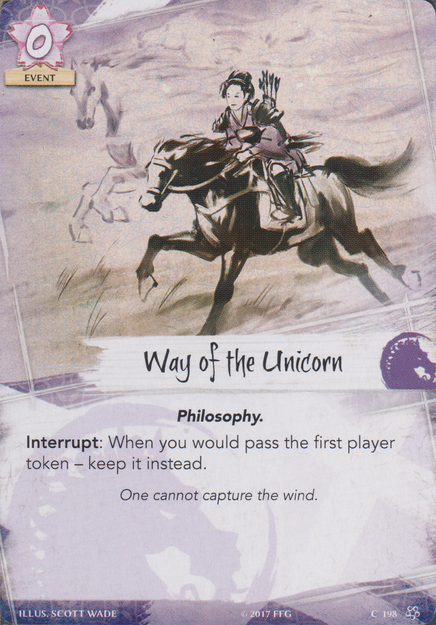 0
EVENT
Way of the Unicorn
Philosophy.
Interrupt: When you would pass the first player
token – keep it instead.
One cannot capture the wind.
ILLUS. SCOTT WADE © 2017 FFG C 198